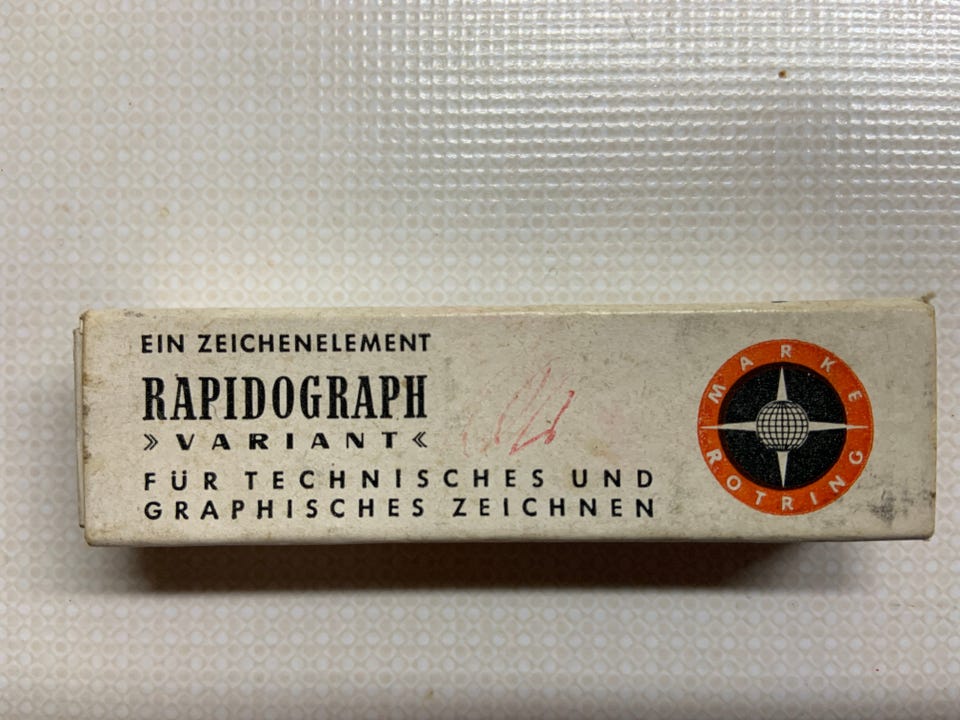 EIN ZEICHENELEMENT
RAPIDOGRAPH
» VARIANT «
FÜR TECHNISCHES UND
GRAPHISCHES ZEICHNEN
MARKE
ROTRING